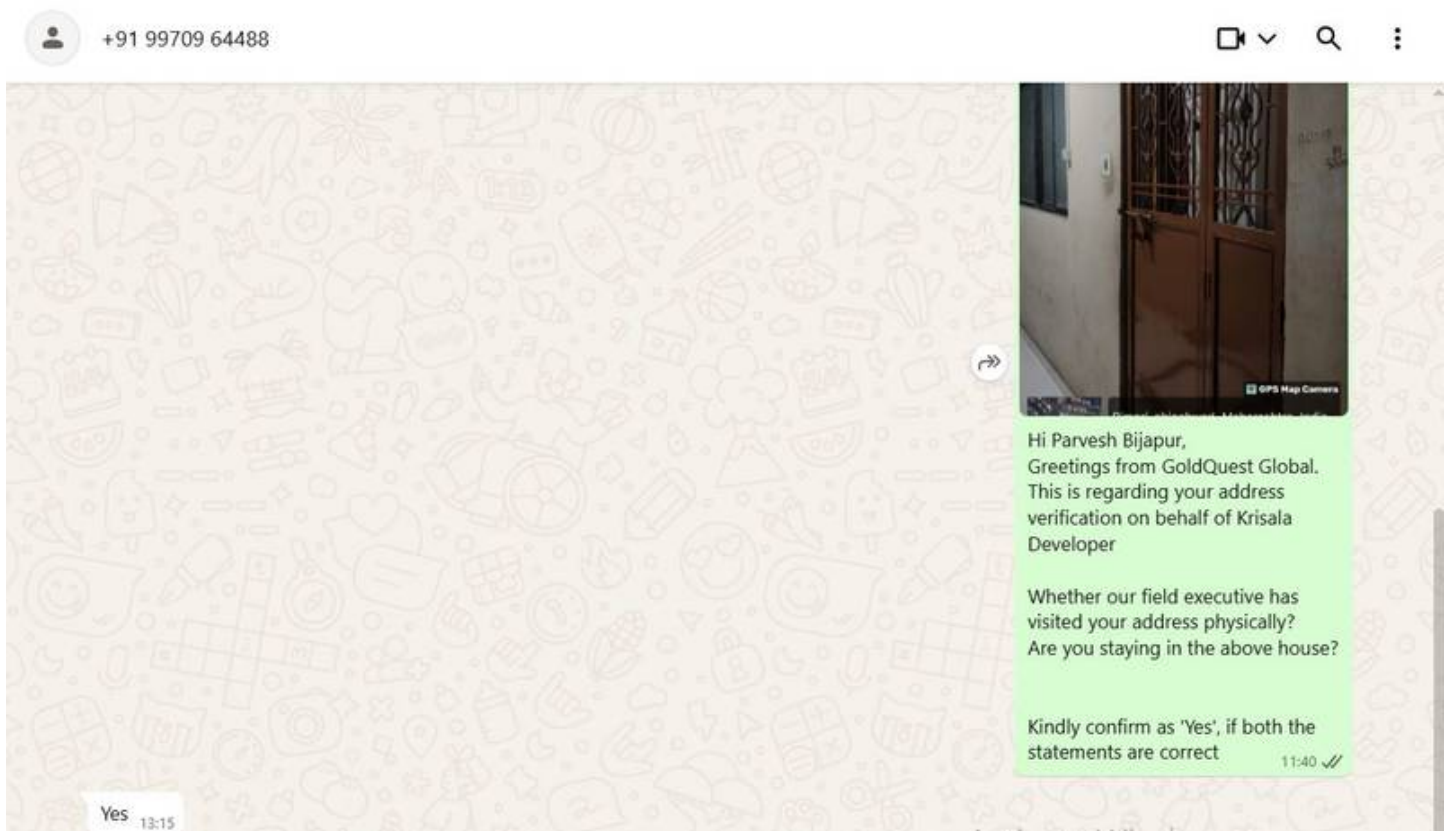 +91 99709 64488
GPS Map Camera
Hi Parvesh Bijapur,
Greetings from GoldQuest Global.
This is regarding your address
verification on behalf of Krisala
Developer
Whether our field executive has
visited your address physically?
Are you staying in the above house?
Kindly confirm as 'Yes', if both the
statements are correct
11:40
Yes 13:15